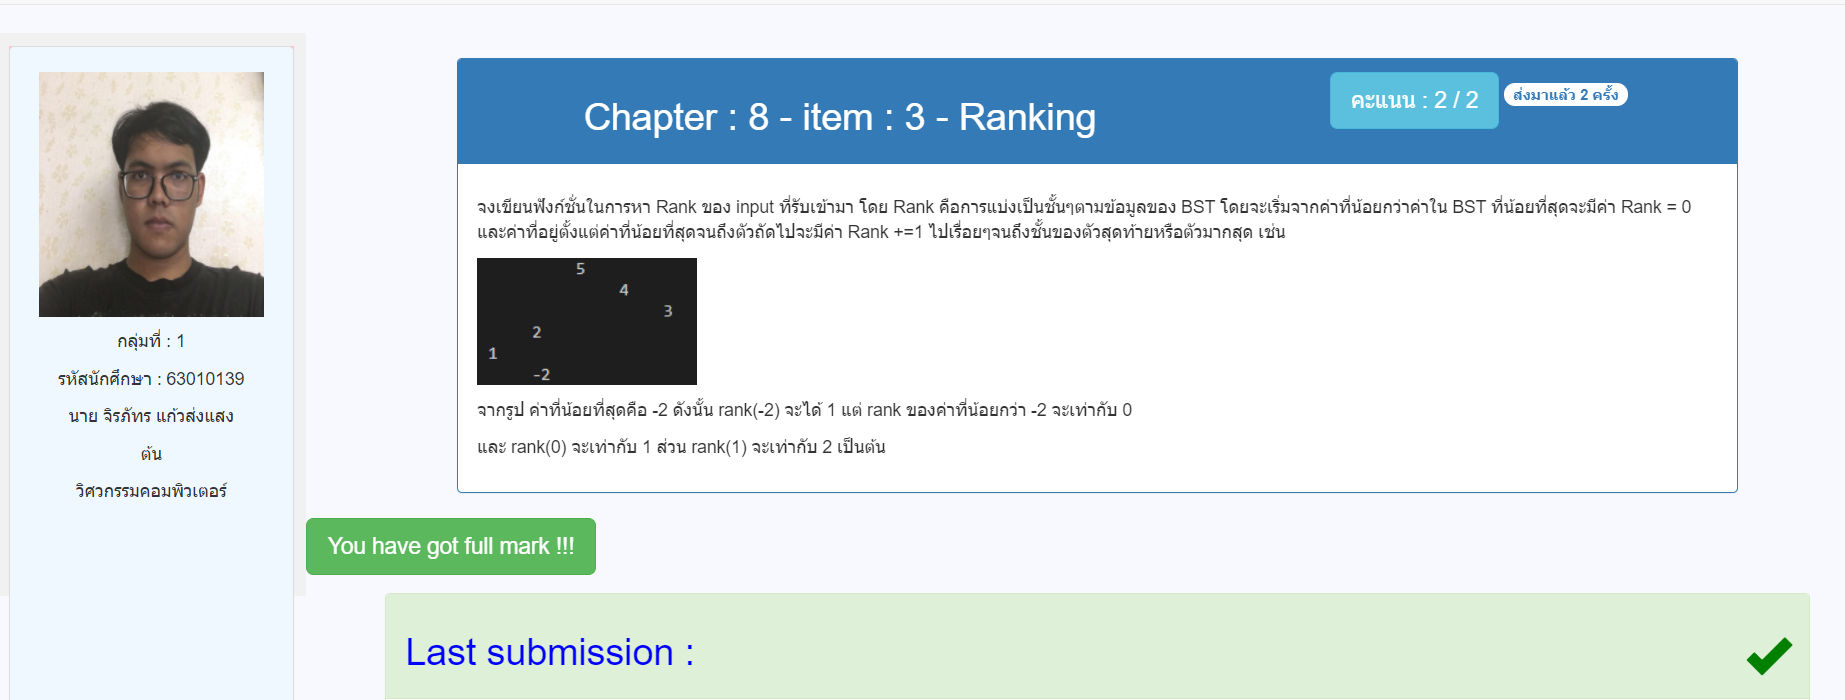 กลุ่มที่ : 1
รหัสนักศึกษา : 63010139
นาย จิรภัทร แก้วส่งแสง
ต้น
วิศวกรรมคอมพิวเตอร์
Chapter : 8 - item : 3 - Ranking
คะแนน : 2 / 2
ส่งมาแล้ว 2 ครั้ง
จงเขียนฟังก์ชั่นในการหา Rank ของ input ที่รับเข้ามา โดย Rank คือการแบ่งเป็นชั้นๆตามข้อมูลของ BST โดยจะเริ่มจากค่าที่น้อยกว่าค่าใน BST ที่น้อยที่สุดจะมีค่า Rank = 0
และค่าที่อยู่ตั้งแต่ค่าที่น้อยที่สุดจนถึงตัวถัดไปจะมีค่า Rank +=1 ไปเรื่อยๆจนถึงชั้นของตัวสุดท้ายหรือตัวมากสุด เช่น
5
4
3
2
1
-2
จากรูป ค่าที่น้อยที่สุดคือ -2 ดังนั้น rank(-2) จะได้ 1 แต่ rank ของค่าที่น้อยกว่า -2 จะเท่ากับ 0
และ rank(0) จะเท่ากับ 1 ส่วน rank(1) จะเท่ากับ 2 เป็นต้น
You have got full mark !!!
Last submission :